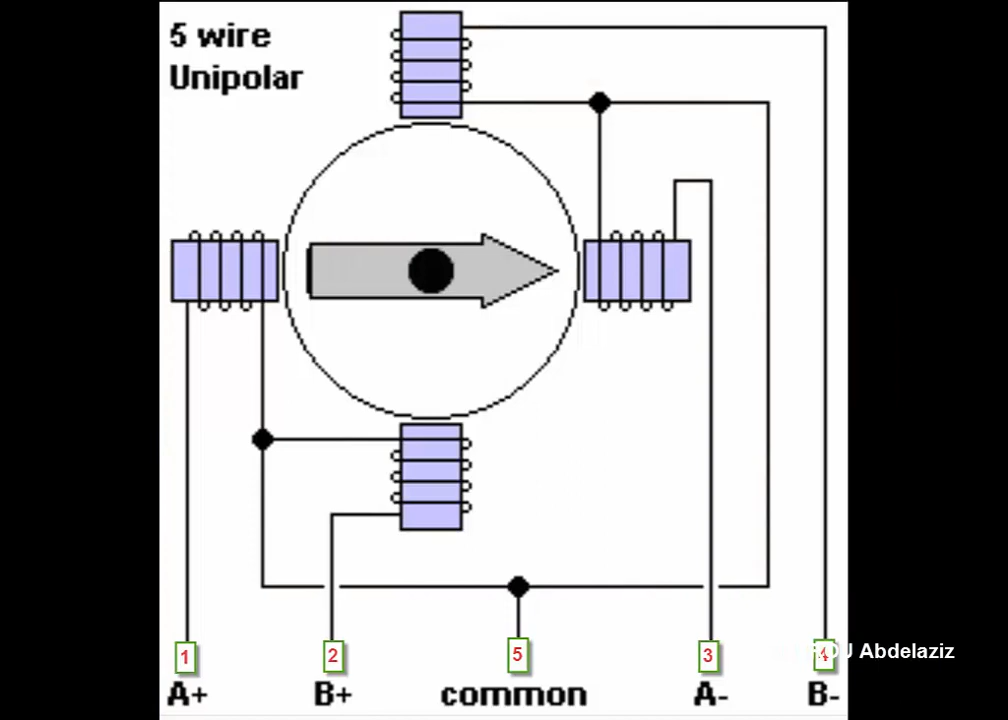 5 wire
Unipolar
1 2 5 3 4
Abdelaziz
A+ B+ common A- B-